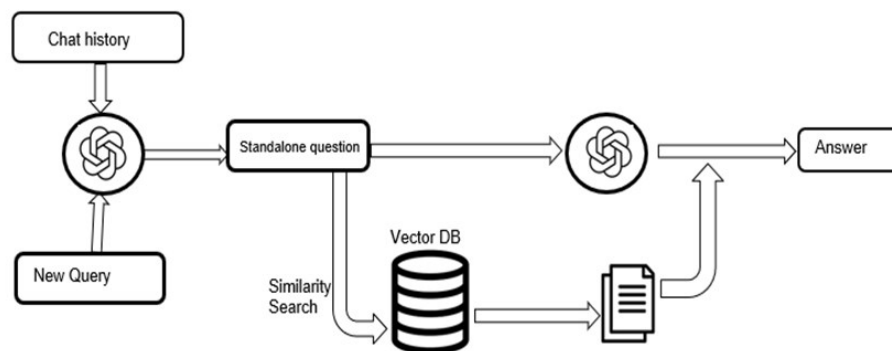 Chat history
Standalone question
Answer
New Query
Vector DB
Similarity
Search